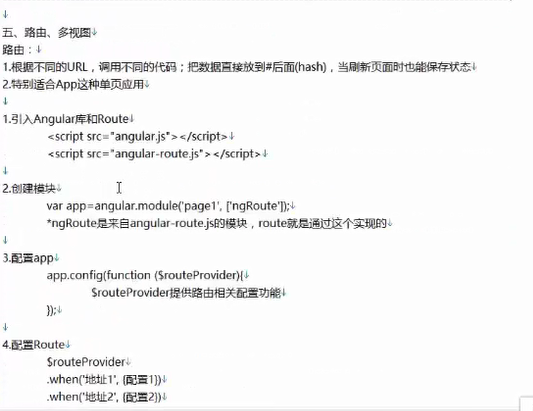 五、路由、多视图
路由：
1.根据不同的URL，调用不同的代码；把数据直接放到#后面(hash)，当刷新页面时也能保存状态
2.特别适合App这种单页应用
1.引入Angular库和Route
<script src="angular.js"></script>
<script src="angular-route.js"></script>
2.创建模块
var app=angular.module('page1', ['ngRoute']);
*ngRoute是来自angular-route.js的模块，route就是通过这个实现的
3.配置app
app.config(function ($routeProvider){
$routeProvider提供路由相关配置功能
});
4.配置Route
$routeProvider
.when('地址1', {配置1})
.when('地址2', {配置2})